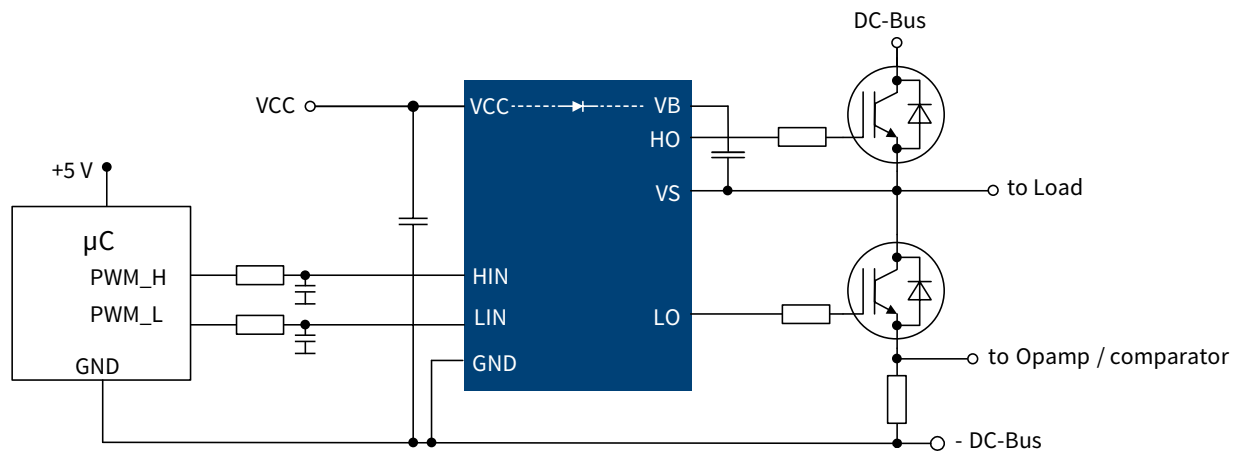 DC-Bus
VCC
VCC
VB
HO
+5 V
VS
to Load
µC
PWM_H
HIN
PWM_L
LIN
LO
GND
GND
to Opamp / comparator
- DC-Bus